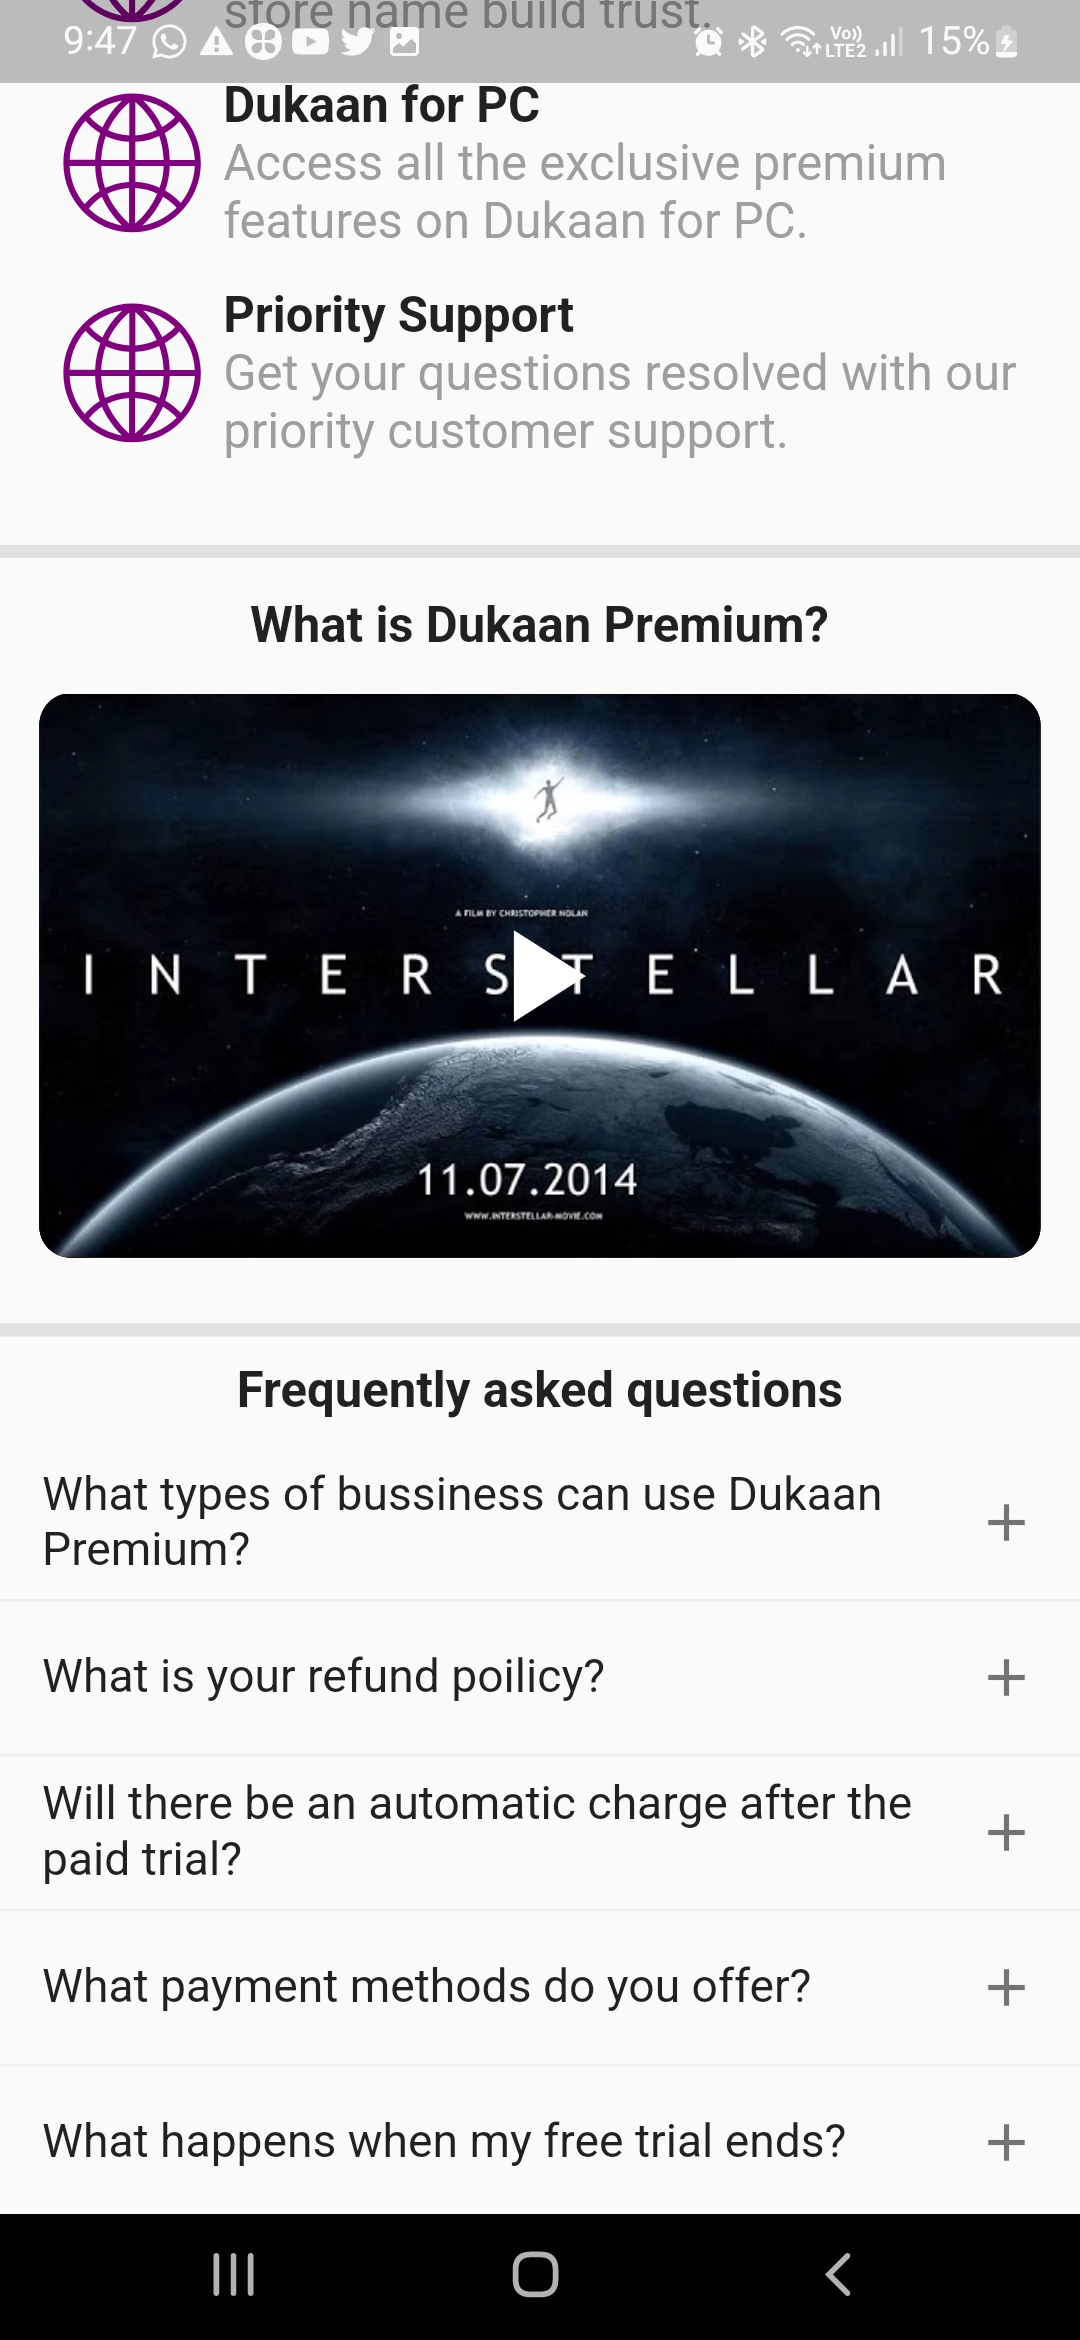 store name build trust.
9:47
Vo))
LTE2
15%
Dukaan for PC
Access all the exclusive premium
features on Dukaan for PC.
Priority Support
Get your questions resolved with our
priority customer support.
What is Dukaan Premium?
A FILM BY CHRISTOPHER NOLAN
INTERSTELLAR
11.07.2014
WWW.INTERSTELLAR-MOVIE.COM
Frequently asked questions
What types of bussiness can use Dukaan
Premium?
What is your refund poilicy?
Will there be an automatic charge after the
paid trial?
What payment methods do you offer?
What happens when my free trial ends?